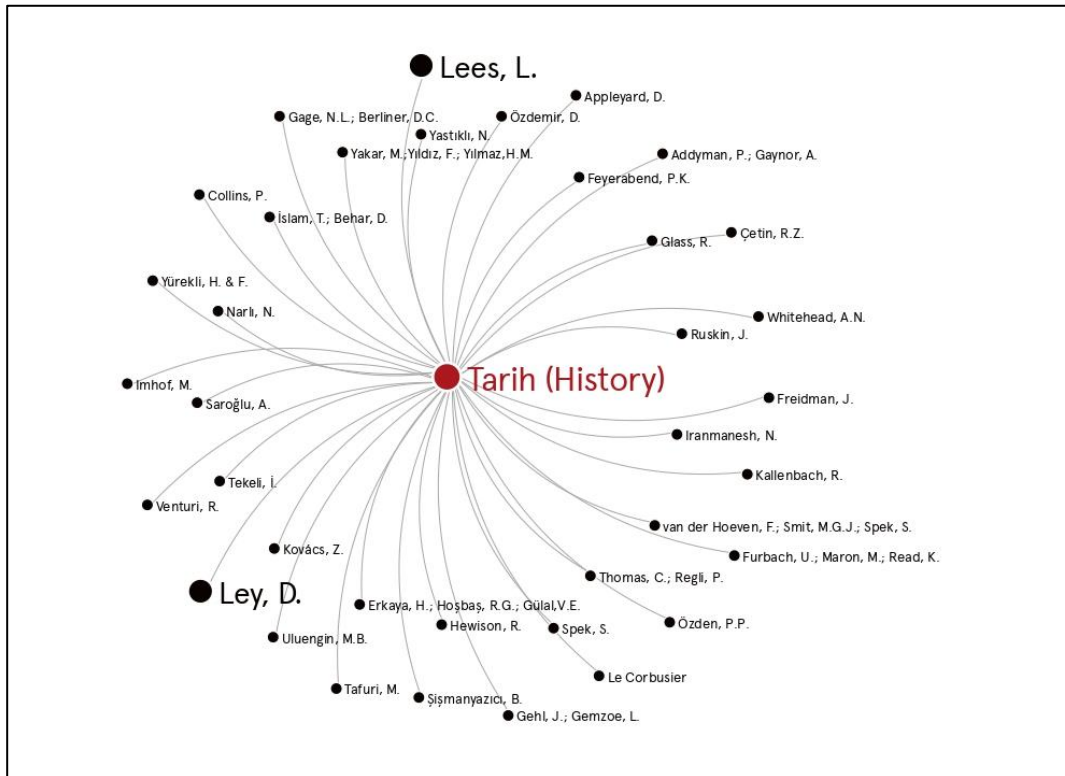 Lees, L.
Appleyard, D.
Gage, N.L.; Berliner, D.C.
Özdemir, D.
Yastıklı, N.
Yakar, M.;Yıldız, F.; Yılmaz,H.M.
Addyman, P.; Gaynor, A.
Feyerabend, P.K.
Collins, P.
İslam, T.; Behar, D.
Glass, R.
Çetin, R.Z.
Yürekli, H. & F.
Narlı, N.
Whitehead, A.N.
Ruskin, J.
Tarih (History)
Imhof, M.
Saroğlu, A.
Freidman, J.
Iranmanesh, N.
Kallenbach, R.
Tekeli, İ.
Venturi, R.
van der Hoeven, F.; Smit, M.G.J.; Spek, S.
Kovács, Z.
Furbach, U.; Maron, M.; Read, K.
Thomas, C.; Regli, P.
Ley, D.
Erkaya, H.; Hoşbaş, R.G.; Gülal,V.E.
Hewison, R.
Spek, S.
Özden, P.P.
Uluengin, M.B.
Le Corbusier
Tafuri, M.
Şişmanyazıcı, B.
Gehl, J.; Gemzoe, L.